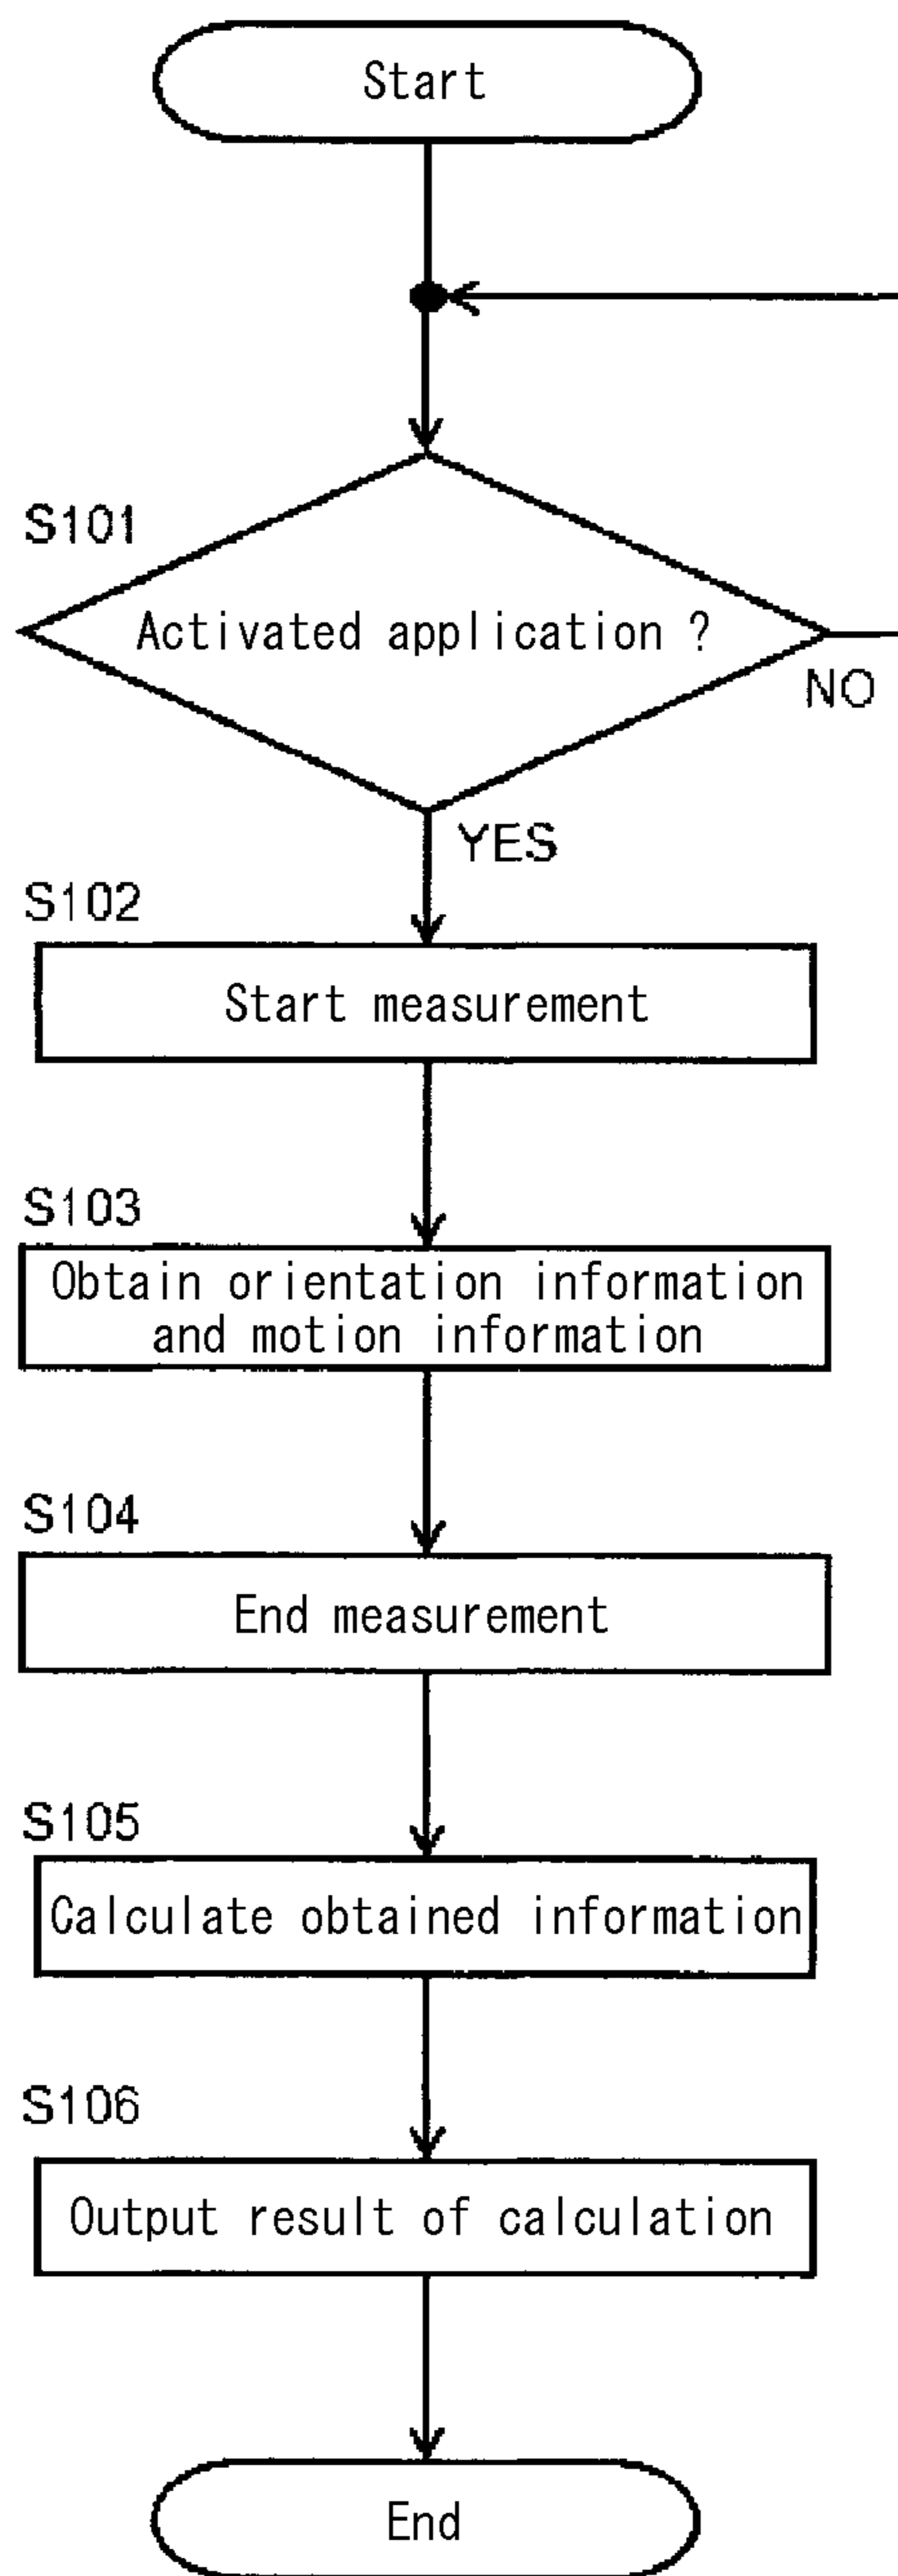 Start
S101
Activated application ?
NO
YES
S102
Start measurement
S103
Obtain orientation information
and motion information
S104
End measurement
S105
Calculate obtained information
S106
Output result of calculation
End